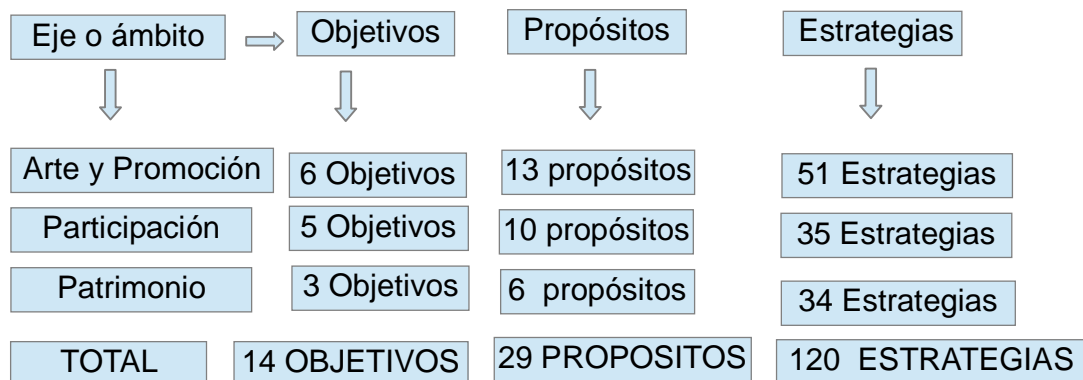 Eje o ámbito
Objetivos
Propósitos
Estrategias
Arte y Promoción
6 Objetivos
13 propósitos
51 Estrategias
Participación
5 Objetivos
10 propósitos
35 Estrategias
Patrimonio
3 Objetivos
6 propósitos
34 Estrategias
TOTAL
14 OBJETIVOS
29 PROPOSITOS
120 ESTRATEGIAS